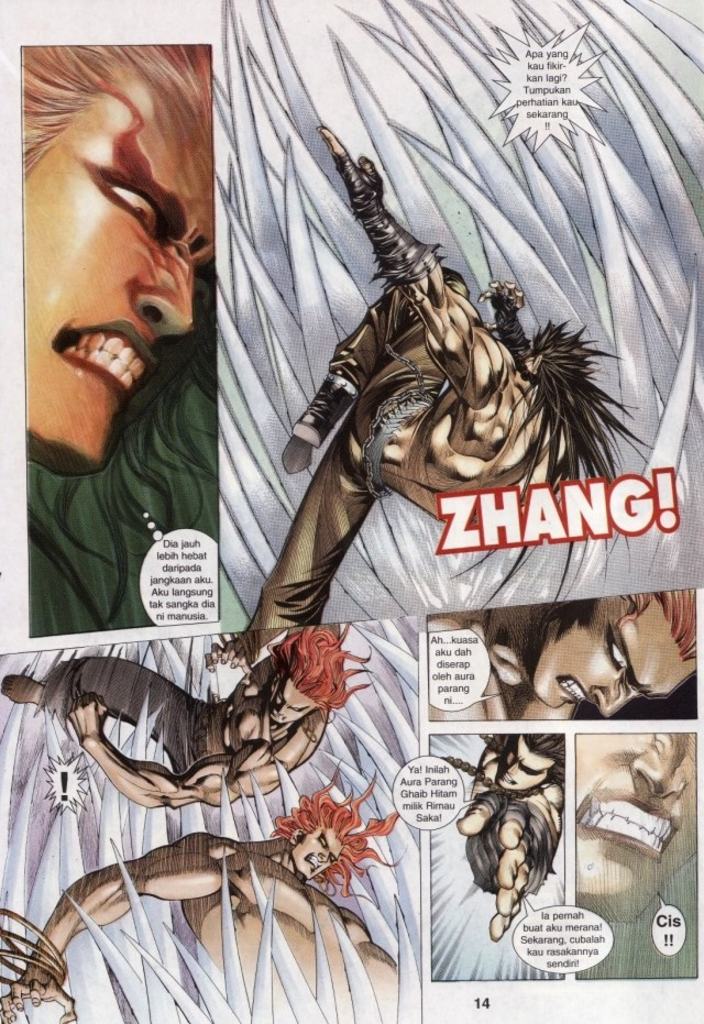 Apa yang
kau fikir-
kan lagi?
Tumpukan
perhatian kau
sekarang
!!
Dia jauh
lebih hebat
daripada
jangkaan aku.
Aku langsung
tak sangka dia
ni manusia.
ZHANG!
Ah...kuasa
aku dah
diserap
oleh aura
parang
ni....
!
Ya! Inilah
Aura Parang
Ghaib Hitam
milik Rimau
Saka!
Ia pernah
buat aku merana!
Sekarang, cubalah
kau rasakannya
sendiri!
Cis
!!
14